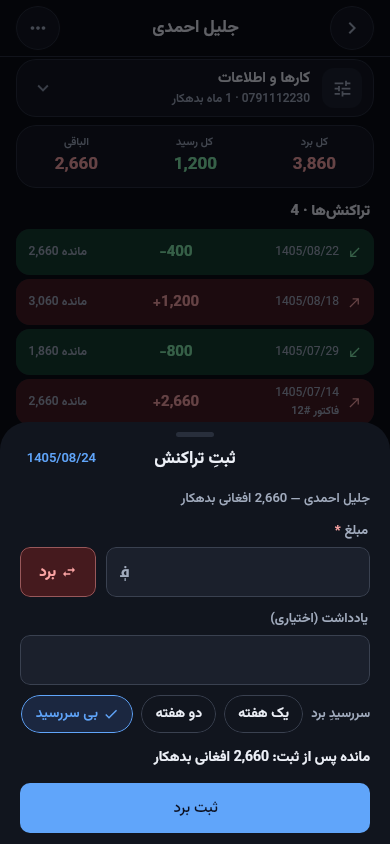 جلیل احمدی
کارها و اطلاعات
0791112230 · 1 ماه بدهکار
کل برد
کل رسید
الباقی
3,860
1,200
2,660
تراکنش‌ها · 4
1405/08/22
−400
مانده 2,660
1405/08/18
+1,200
مانده 3,060
1405/07/29
−800
مانده 1,860
1405/07/14
فاکتور #12
+2,660
مانده 2,660
ثبتِ تراکنش
1405/08/24
جلیل احمدی — 2,660 افغانی بدهکار
مبلغ *
؋
برد
یادداشت (اختیاری)
سررسیدِ برد
یک هفته
دو هفته
بی سررسید
مانده پس از ثبت: 2,660 افغانی بدهکار
ثبت برد